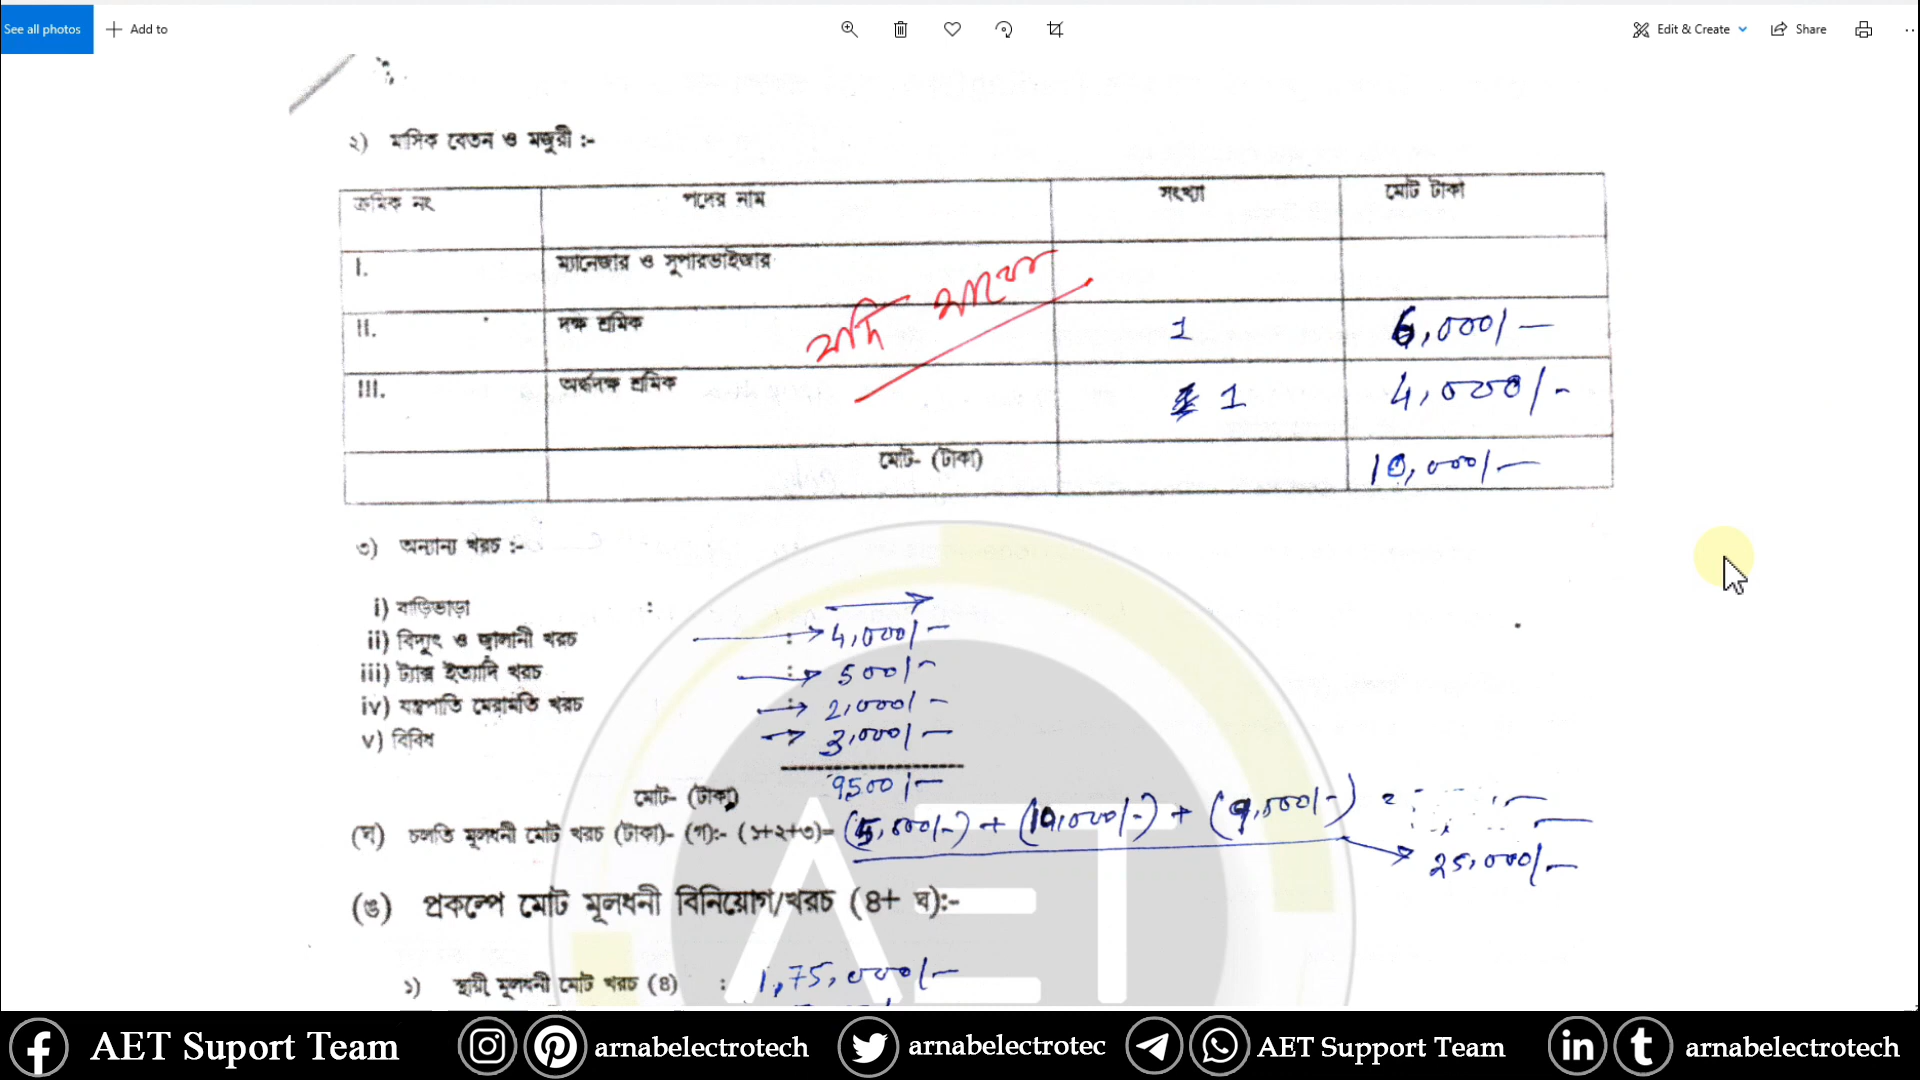 See all photos Add to Edit & Create Share
২) মাসিক বেতন ও মজুরী :-
ক্রমিক নং পদের নাম সংখ্যা মোট টাকা
I. ম্যানেজার ও সুপারভাইজার
যদি থাকে
II. দক্ষ শ্রমিক 1 6,000/-
III. অর্ধদক্ষ শ্রমিক 1 4,000/-
মোট- (টাকা) 10,000/-
৩) অন্যান্য খরচ :-
i) বাড়িভাড়া :
ii) বিদ্যুৎ ও জ্বালানী খরচ : 4,000/-
iii) ট্যাক্স ইত্যাদি খরচ : 500/-
iv) যন্ত্রপাতি মেরামতি খরচ : 2,000/-
v) বিবিধ 3,000/-
মোট- (টাকা) 9500/-
(ঘ) চলতি মূলধনী মোট খরচ (টাকা)- (গ):- (১+২+৩)= (5,500/-) + (10,000/-) + (9,500/-) =
25,000/-
(ঙ) প্রকল্পে মোট মূলধনী বিনিয়োগ/খরচ (৪+ ঘ):-
১) স্থায়ী মূলধনী মোট খরচ (৪) : 1,75,000/-
AET
AET Suport Team arnabelectrotech arnabelectrotec AET Support Team arnabelectrotech